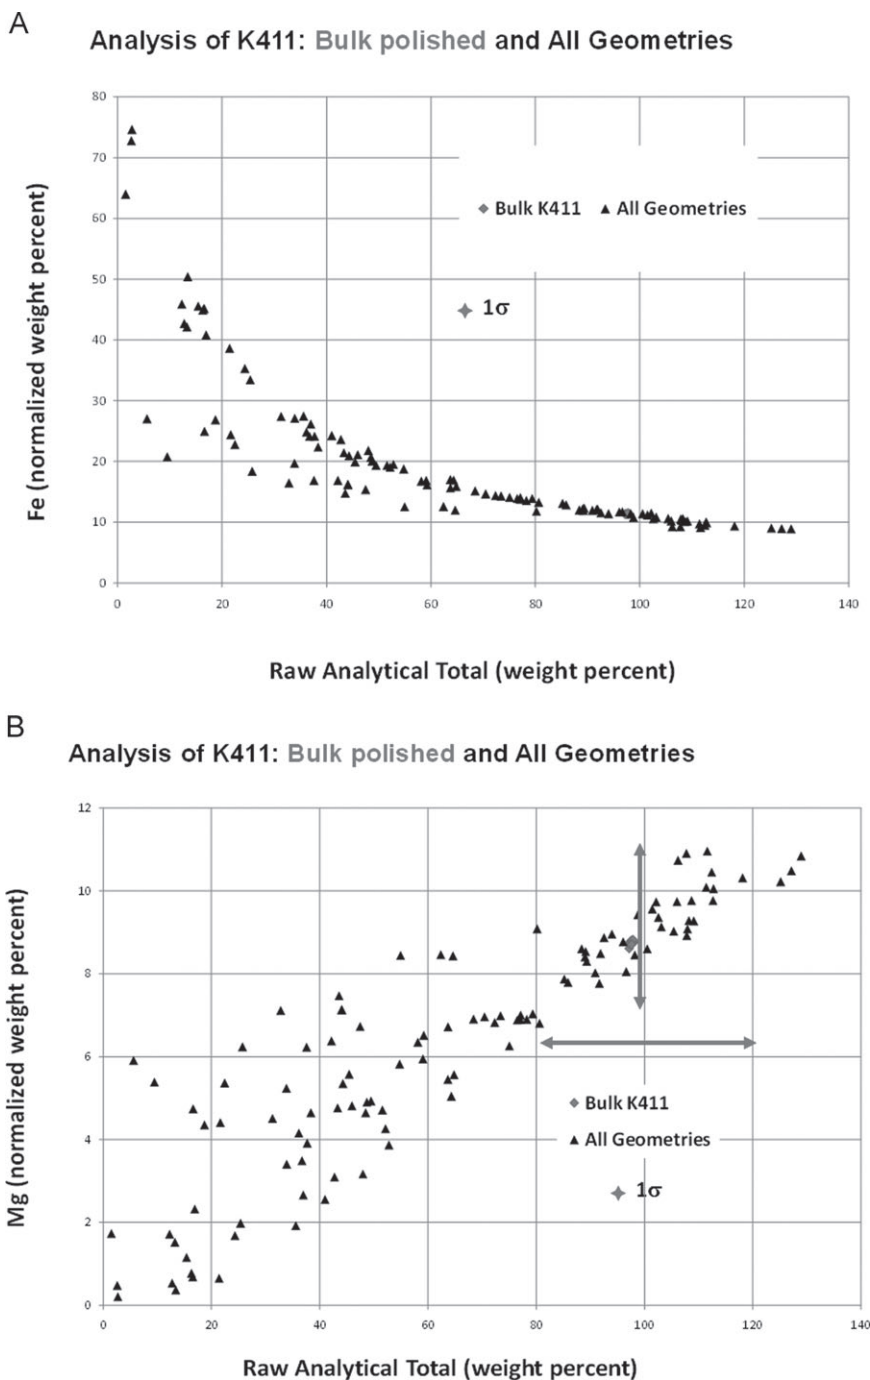 A
Analysis of K411: Bulk polished and All Geometries
80
70
60
50
40
30
20
10
0
Fe (normalized weight percent)
Bulk K411 All Geometries
1σ
0 20 40 60 80 100 120 140
Raw Analytical Total (weight percent)
B
Analysis of K411: Bulk polished and All Geometries
12
10
8
6
4
2
0
Mg (normalized weight percent)
Bulk K411
All Geometries
1σ
0 20 40 60 80 100 120 140
Raw Analytical Total (weight percent)